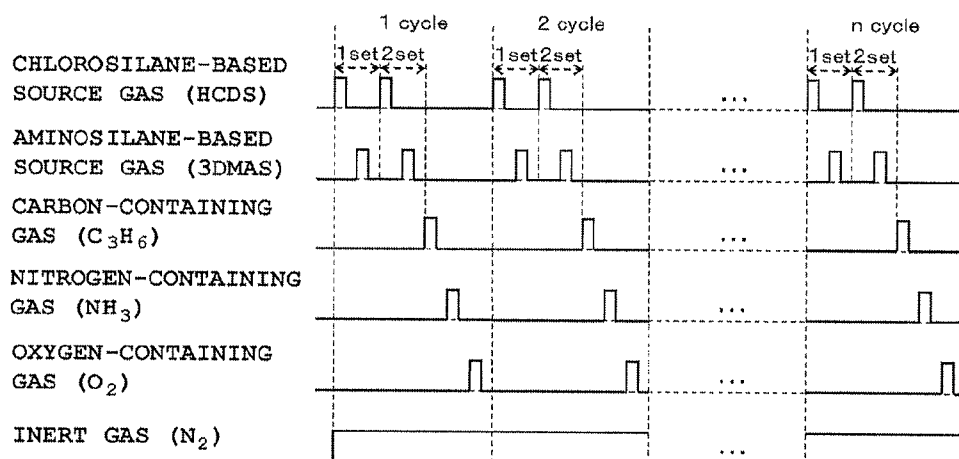 1 cycle 2 cycle n cycle
1set 2set 1set 2set 1set 2set
CHLOROSILANE-BASED
SOURCE GAS (HCDS)
...
AMINOSILANE-BASED
SOURCE GAS (3DMAS)
...
CARBON-CONTAINING
GAS (C₃H₆)
...
NITROGEN-CONTAINING
GAS (NH₃)
...
OXYGEN-CONTAINING
GAS (O₂)
...
INERT GAS (N₂)
...